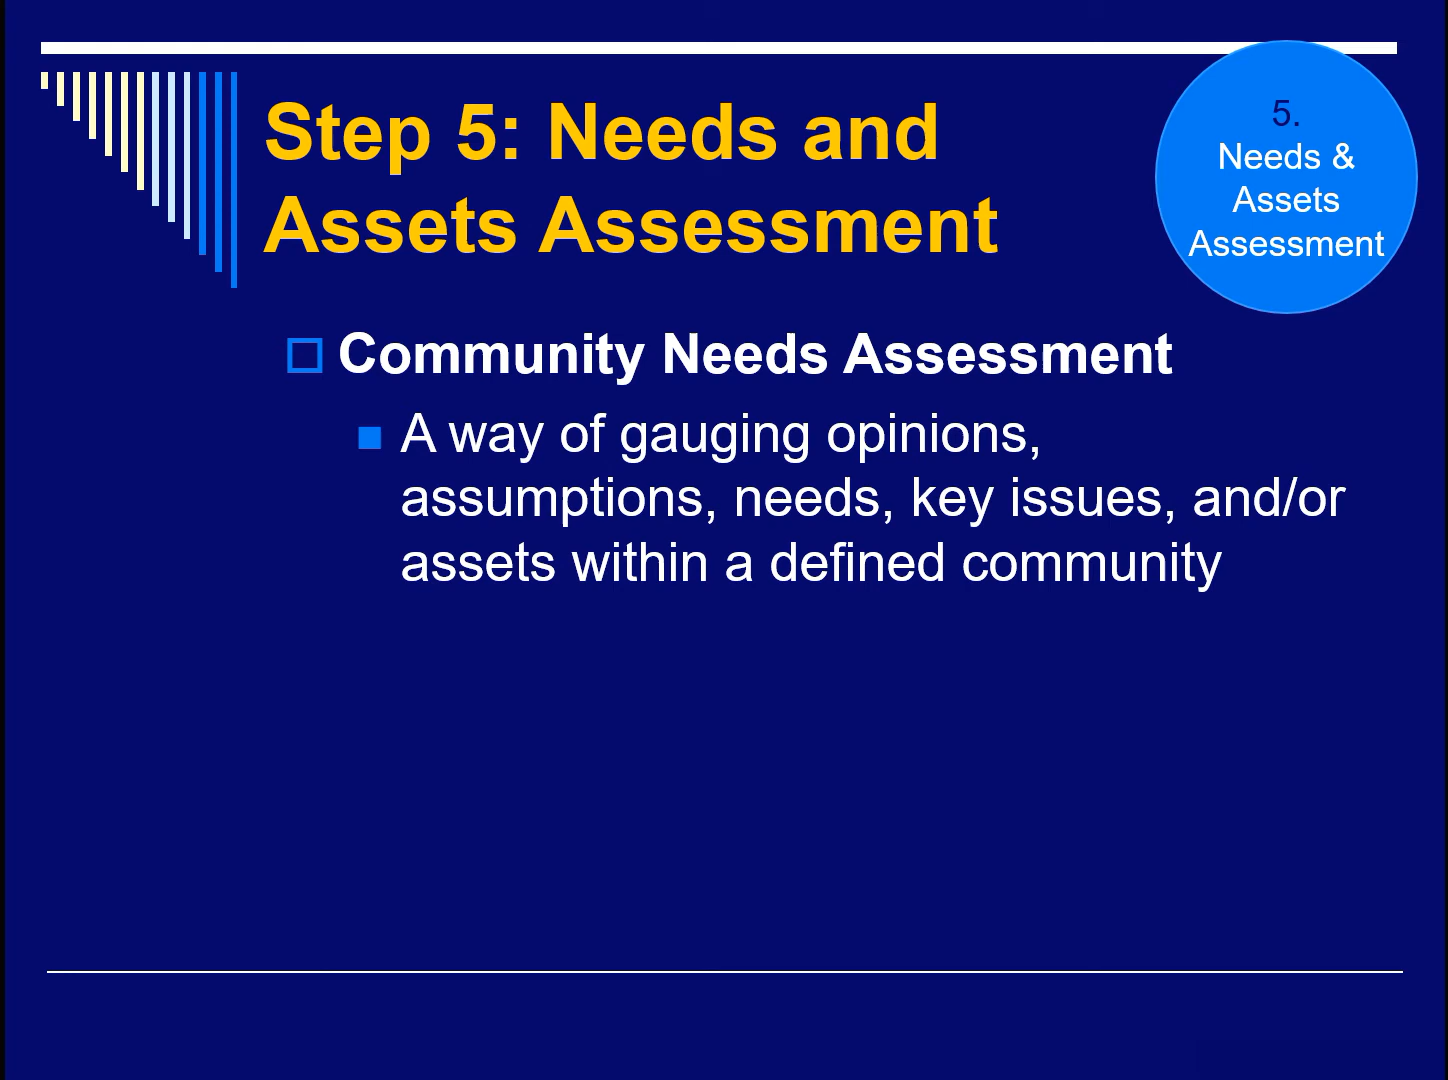 Step 5: Needs and
Assets Assessment
5.
Needs &
Assets
Assessment
Community Needs Assessment
A way of gauging opinions,
assumptions, needs, key issues, and/or
assets within a defined community